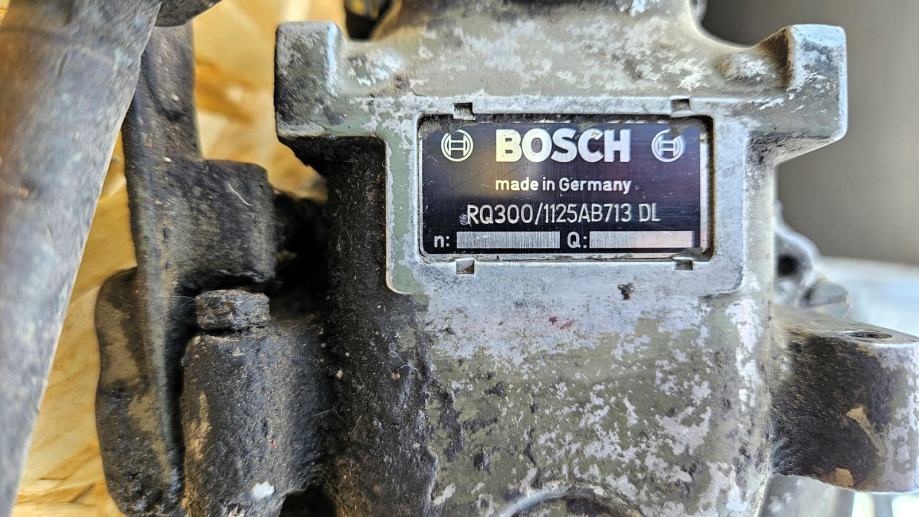 BOSCH
made in Germany
RQ300/1125AB713 DL
n: Q: